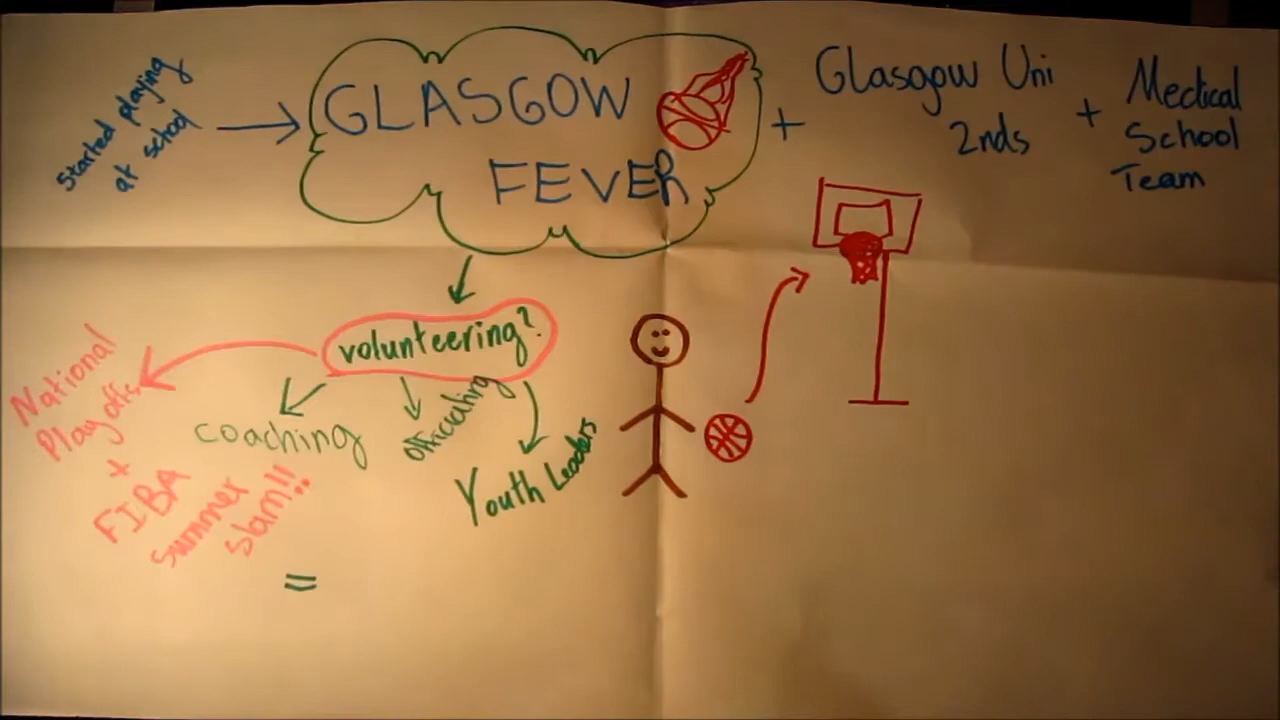 Started playing
at school
GLASGOW
FEVER
+
Glasgow Uni
2nds
+
Medical
School
Team
volunteering?
National
Play offs
+
FIBA
summer
slam!!
coaching
officiating
Youth Leaders
=